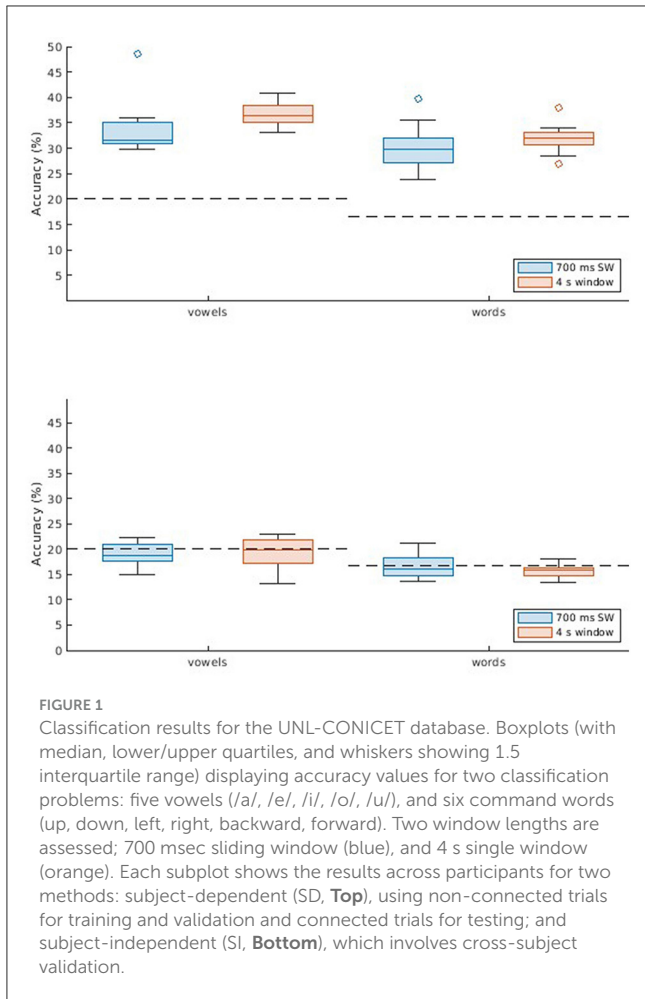 50
45
40
35
30
25
20
15
10
5
Accuracy (%)
700 ms SW
4 s window
vowels
words
45
40
35
30
25
20
15
10
5
0
Accuracy (%)
700 ms SW
4 s window
vowels
words
FIGURE 1
Classification results for the UNL-CONICET database. Boxplots (with
median, lower/upper quartiles, and whiskers showing 1.5
interquartile range) displaying accuracy values for two classification
problems: five vowels (/a/, /e/, /i/, /o/, /u/), and six command words
(up, down, left, right, backward, forward). Two window lengths are
assessed; 700 msec sliding window (blue), and 4 s single window
(orange). Each subplot shows the results across participants for two
methods: subject-dependent (SD, Top), using non-connected trials
for training and validation and connected trials for testing; and
subject-independent (SI, Bottom), which involves cross-subject
validation.